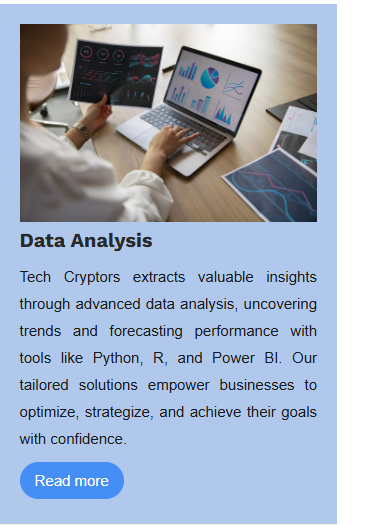 Data Analysis
Tech Cryptors extracts valuable insights
through advanced data analysis, uncovering
trends and forecasting performance with
tools like Python, R, and Power BI. Our
tailored solutions empower businesses to
optimize, strategize, and achieve their goals
with confidence.
Read more